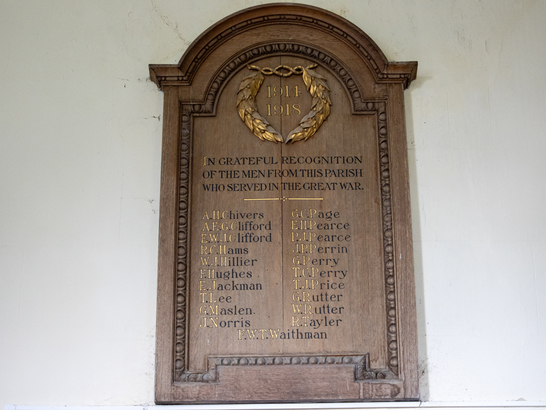 1914
1918
IN GRATEFUL RECOGNITION
OF THE MEN FROM THIS PARISH
WHO SERVED IN THE GREAT WAR.
A.H.Chivers
A.E.G.Clifford
F.W.J.Clifford
R.C.Hams
W.J.Hillier
F.Hughes
E.Jackman
T.Lee
G.Maslen.
J.Norris
G.C.Page
E.H.Pearce
Pearce
J.H.Perrin
G.Perry
T.C.Perry
Price
G.Rutter
W.Rutter
R.Tayler
F.W.T.Waithman